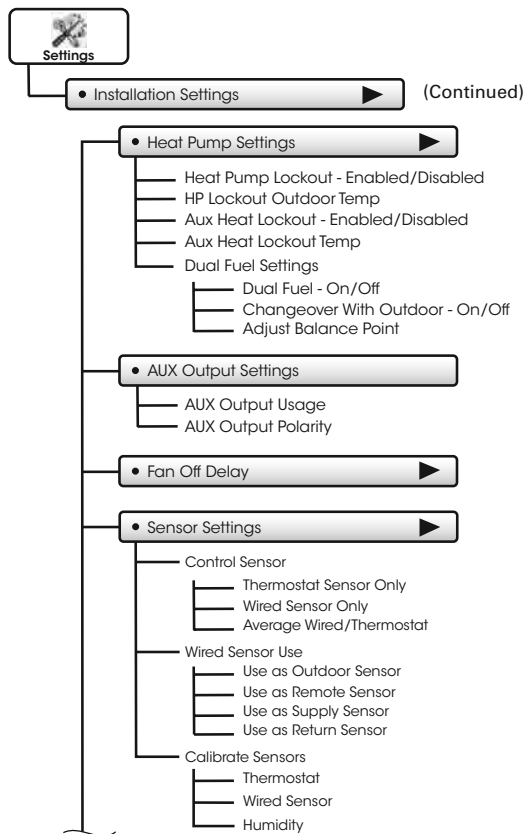 Settings
• Installation Settings
(Continued)
• Heat Pump Settings
Heat Pump Lockout - Enabled/Disabled
HP Lockout Outdoor Temp
Aux Heat Lockout - Enabled/Disabled
Aux Heat Lockout Temp
Dual Fuel Settings
Dual Fuel - On/Off
Changeover With Outdoor - On/Off
Adjust Balance Point
• AUX Output Settings
AUX Output Usage
AUX Output Polarity
• Fan Off Delay
• Sensor Settings
Control Sensor
Thermostat Sensor Only
Wired Sensor Only
Average Wired/Thermostat
Wired Sensor Use
Use as Outdoor Sensor
Use as Remote Sensor
Use as Supply Sensor
Use as Return Sensor
Calibrate Sensors
Thermostat
Wired Sensor
Humidity